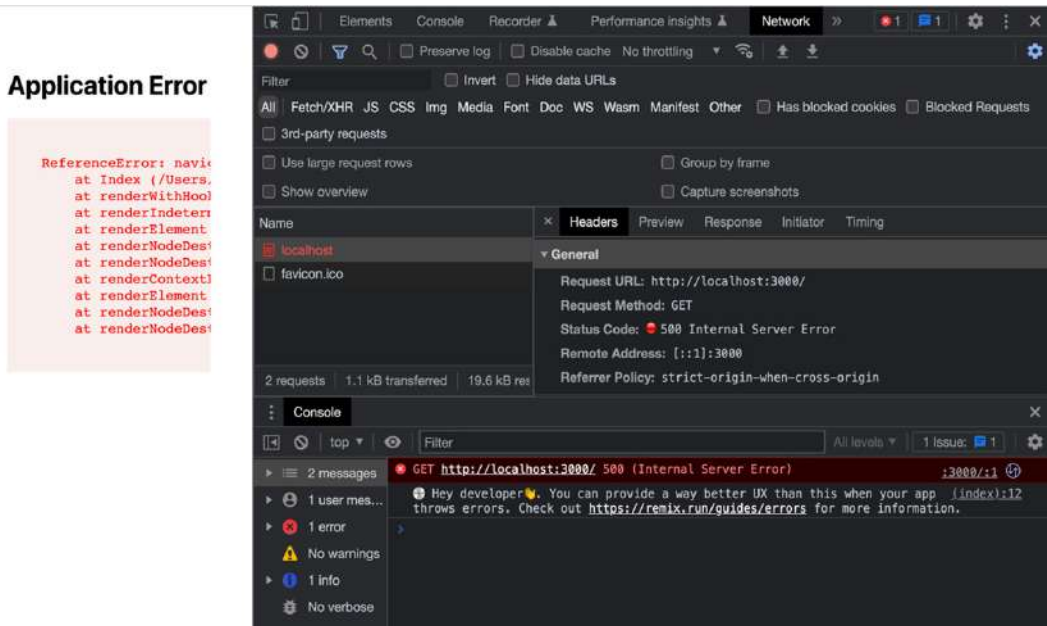 Application Error
ReferenceError: navi
at Index (/Users
at renderWithHoo
at renderIndeterm
at renderElement
at renderNodeDest
at renderNodeDest
at renderContext
at renderElement
at renderNodeDest
at renderNodeDest
Elements Console Recorder Performance insights Network » 1 1
Preserve log Disable cache No throttling
Filter Invert Hide data URLs
All Fetch/XHR JS CSS Img Media Font Doc WS Wasm Manifest Other Has blocked cookies Blocked Requests
3rd-party requests
Use large request rows Group by frame
Show overview Capture screenshots
Name
localhost
favicon.ico
2 requests 1.1 kB transferred 19.6 kB re
× Headers Preview Response Initiator Timing
General
Request URL: http://localhost:3000/
Request Method: GET
Status Code: 500 Internal Server Error
Remote Address: [::1]:3000
Referrer Policy: strict-origin-when-cross-origin
Console
top Filter All levels 1 Issue: 1
2 messages
1 user mes...
1 error
No warnings
1 info
No verbose
GET http://localhost:3000/ 500 (Internal Server Error) :3000/:1
💿 Hey developer👋. You can provide a way better UX than this when your app (index):12
throws errors. Check out https://remix.run/guides/errors for more information.